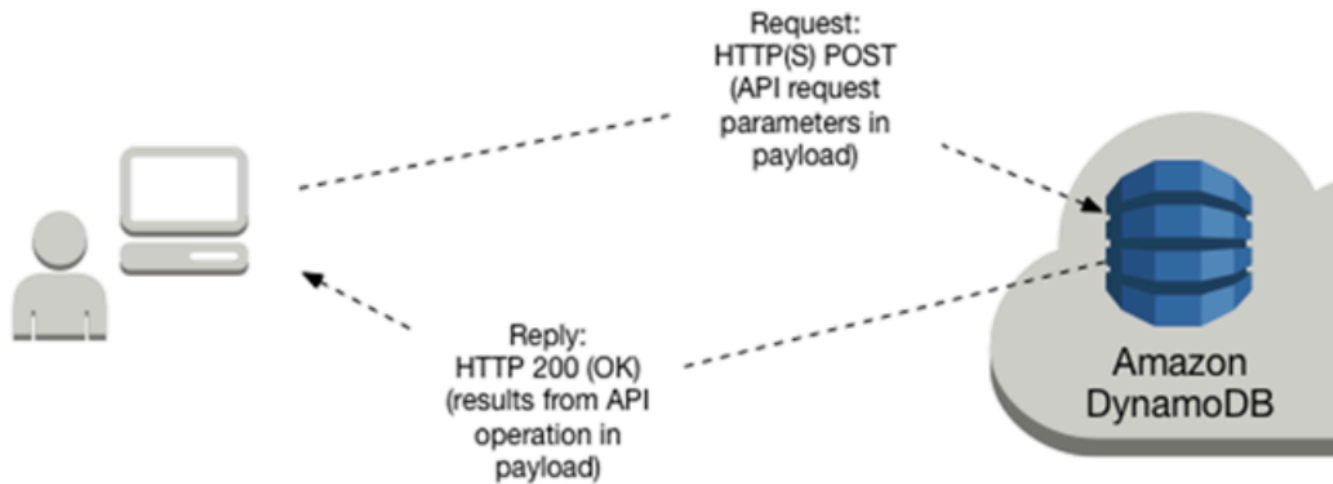 Request:
HTTP(S) POST
(API request
parameters in
payload)
Reply:
HTTP 200 (OK)
(results from API
operation in
payload)
Amazon
DynamoDB